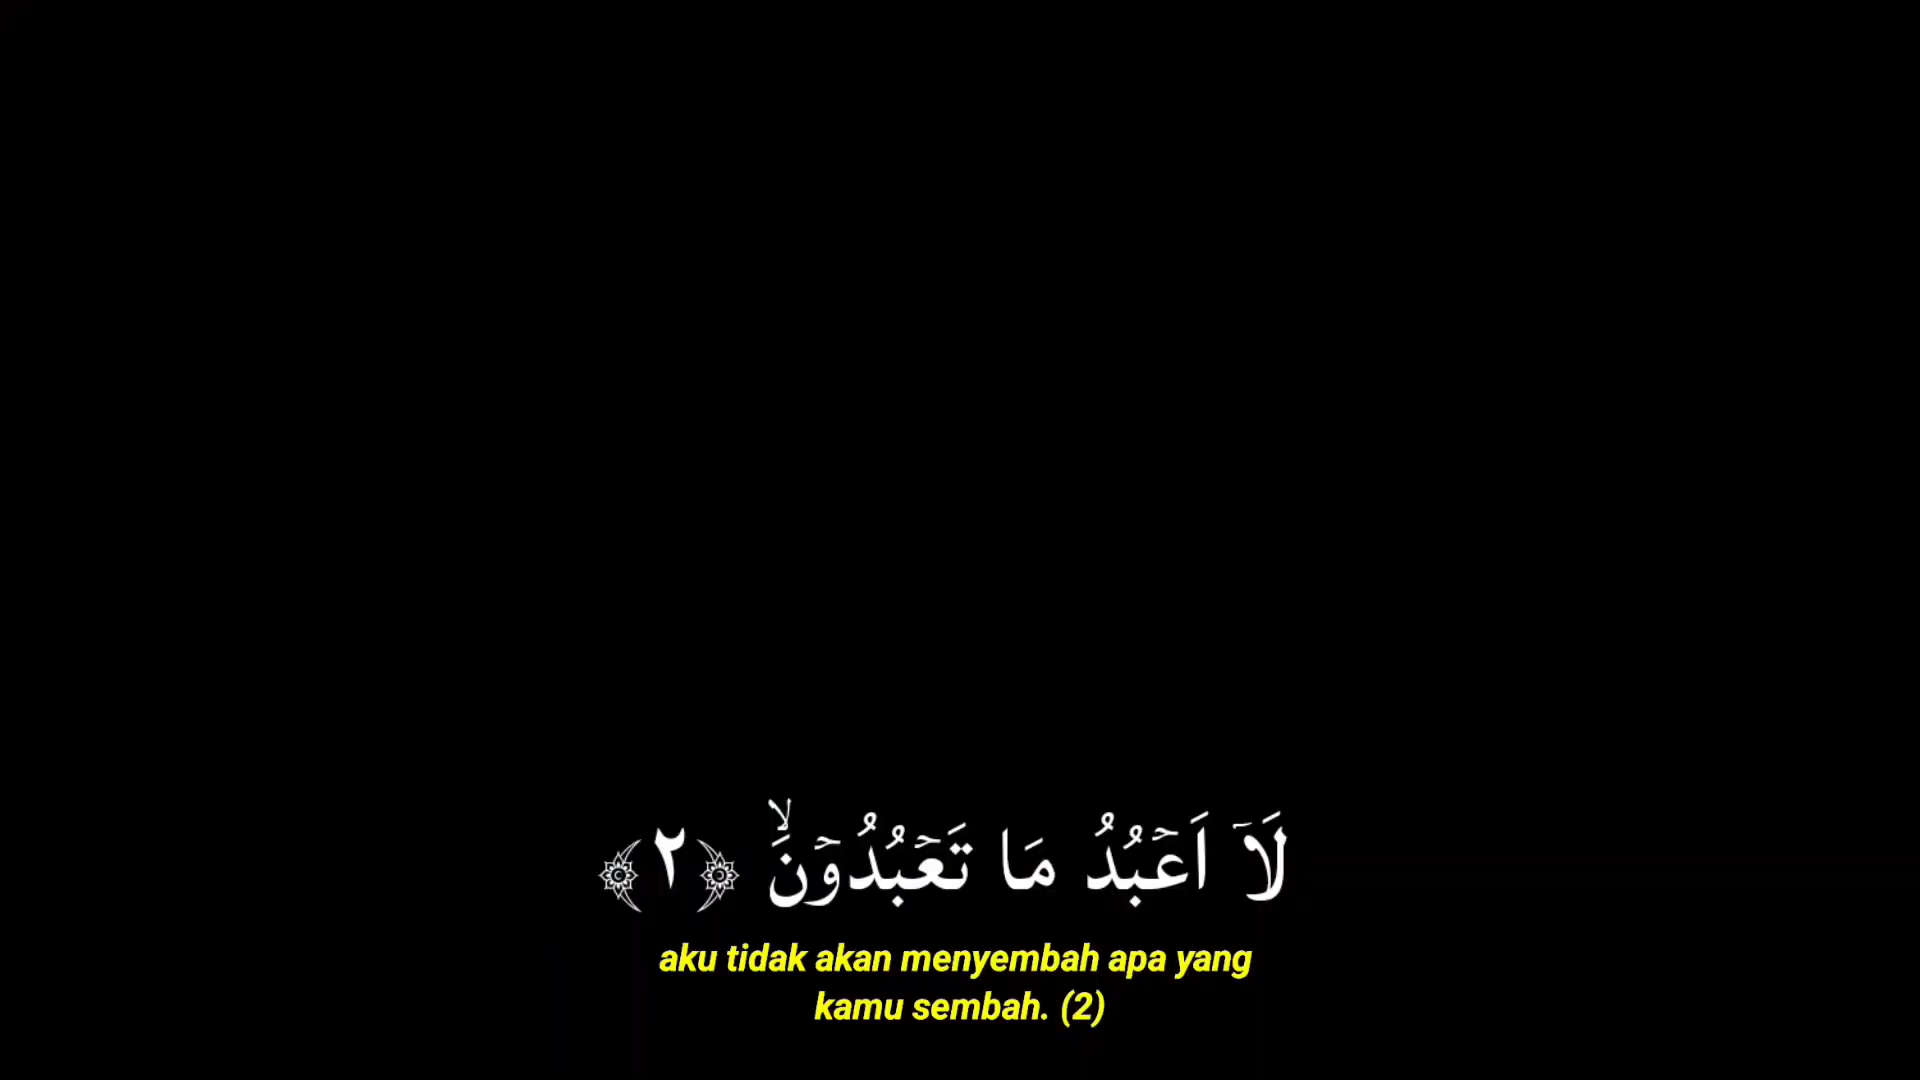 لَآ اَعْبُدُ مَا تَعْبُدُوْنَۙ ﴿٢﴾
aku tidak akan menyembah apa yang
kamu sembah. (2)